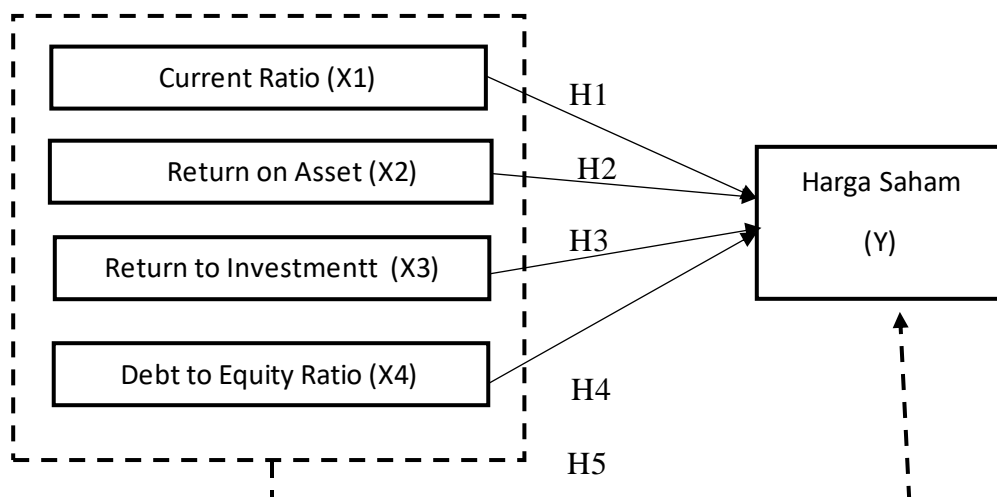 Current Ratio (X1)
H1
Return on Asset (X2)
H2
Harga Saham
(Y)
Return to Investmentt (X3)
H3
Debt to Equity Ratio (X4)
H4
H5